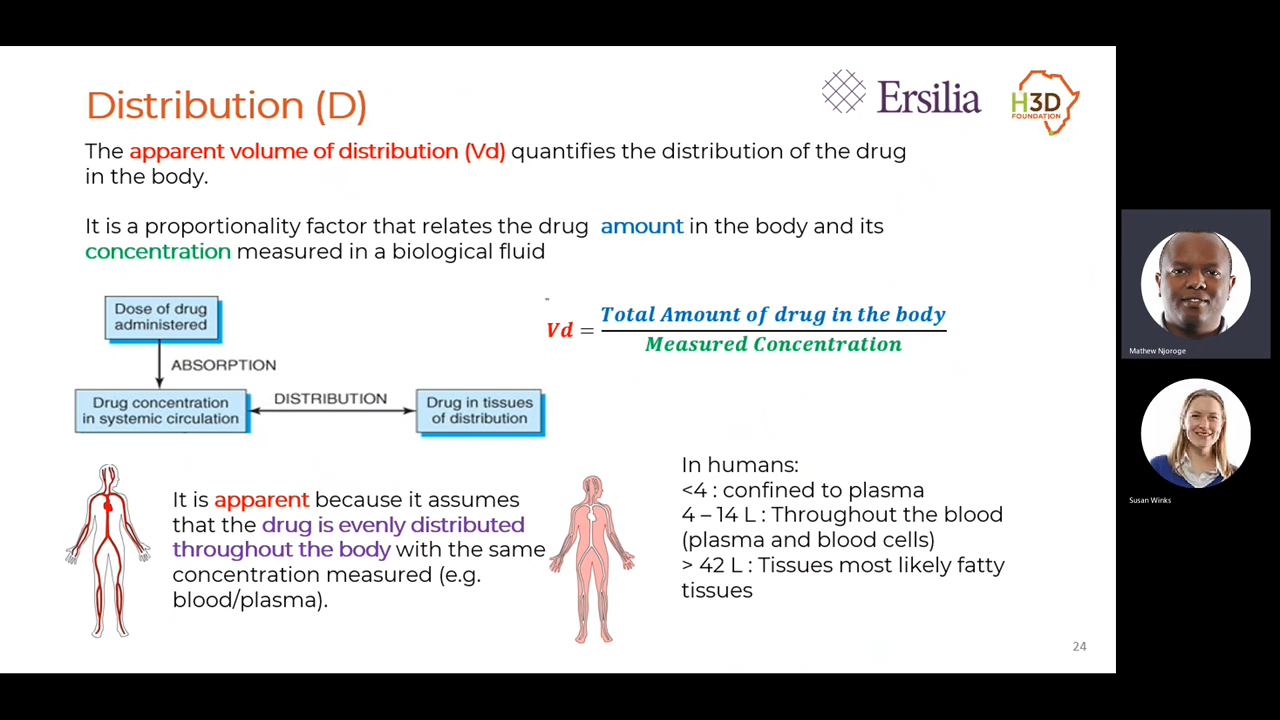 Distribution (D)
Ersilia
H3D
FOUNDATION
The apparent volume of distribution (Vd) quantifies the distribution of the drug
in the body.
It is a proportionality factor that relates the drug amount in the body and its
concentration measured in a biological fluid
Dose of drug
administered
ABSORPTION
Drug concentration
in systemic circulation
DISTRIBUTION
Drug in tissues
of distribution
Vd = Total Amount of drug in the body
Measured Concentration
It is apparent because it assumes
that the drug is evenly distributed
throughout the body with the same
concentration measured (e.g.
blood/plasma).
In humans:
<4 : confined to plasma
4 – 14 L : Throughout the blood
(plasma and blood cells)
> 42 L : Tissues most likely fatty
tissues
24
Mathew Njoroge
Susan Winks